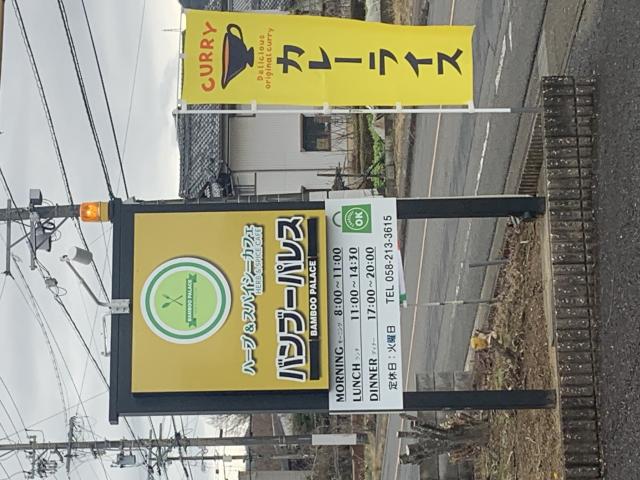 CURRY
Delicious
original curry
カレーライス
BAMBOO PALACE
ハーブ&スパイシーカフェ
HERB & SPICE CAFE
バンブーパレス
BAMBOO PALACE
MORNING モーニング 8:00～11:00
LUNCH ランチ 11:00～14:30
DINNER ディナー 17:00～20:00
定休日：火曜日 TEL 058-213-3615
OK